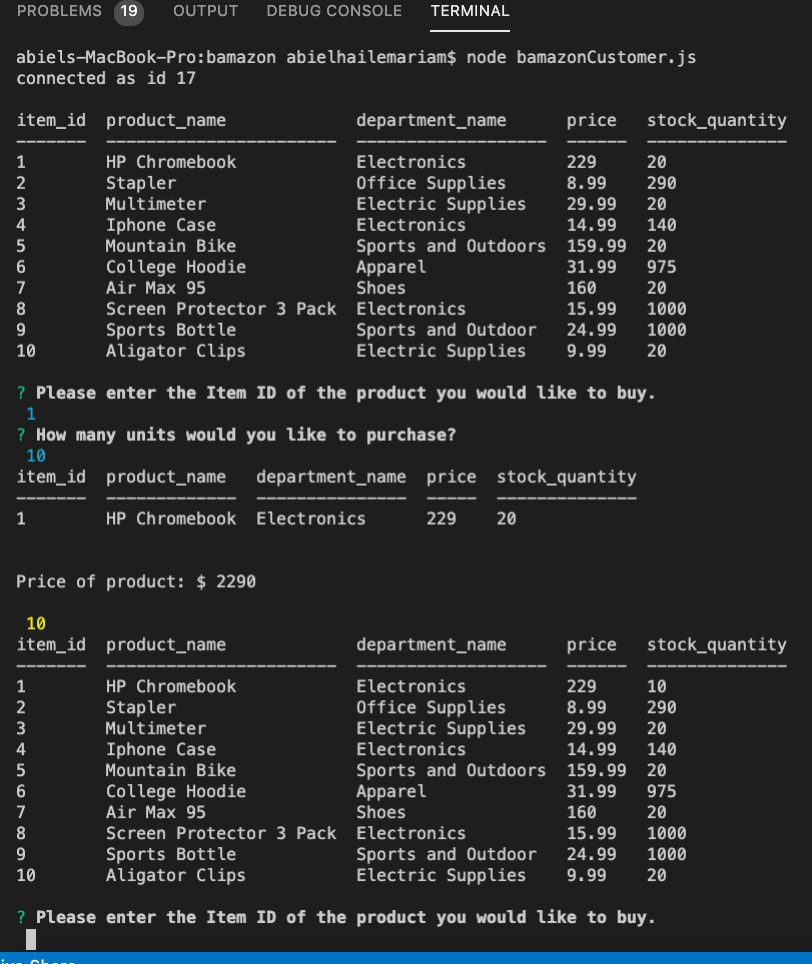 PROBLEMS 19 OUTPUT DEBUG CONSOLE TERMINAL
abiels-MacBook-Pro:bamazon abielhailemariam$ node bamazonCustomer.js
connected as id 17
item_id product_name department_name price stock_quantity
1 HP Chromebook Electronics 229 20
2 Stapler Office Supplies 8.99 290
3 Multimeter Electric Supplies 29.99 20
4 Iphone Case Electronics 14.99 140
5 Mountain Bike Sports and Outdoors 159.99 20
6 College Hoodie Apparel 31.99 975
7 Air Max 95 Shoes 160 20
8 Screen Protector 3 Pack Electronics 15.99 1000
9 Sports Bottle Sports and Outdoor 24.99 1000
10 Aligator Clips Electric Supplies 9.99 20
? Please enter the Item ID of the product you would like to buy.
1
? How many units would you like to purchase?
10
item_id product_name department_name price stock_quantity
1 HP Chromebook Electronics 229 20
Price of product: $ 2290
10
item_id product_name department_name price stock_quantity
1 HP Chromebook Electronics 229 10
2 Stapler Office Supplies 8.99 290
3 Multimeter Electric Supplies 29.99 20
4 Iphone Case Electronics 14.99 140
5 Mountain Bike Sports and Outdoors 159.99 20
6 College Hoodie Apparel 31.99 975
7 Air Max 95 Shoes 160 20
8 Screen Protector 3 Pack Electronics 15.99 1000
9 Sports Bottle Sports and Outdoor 24.99 1000
10 Aligator Clips Electric Supplies 9.99 20
? Please enter the Item ID of the product you would like to buy.